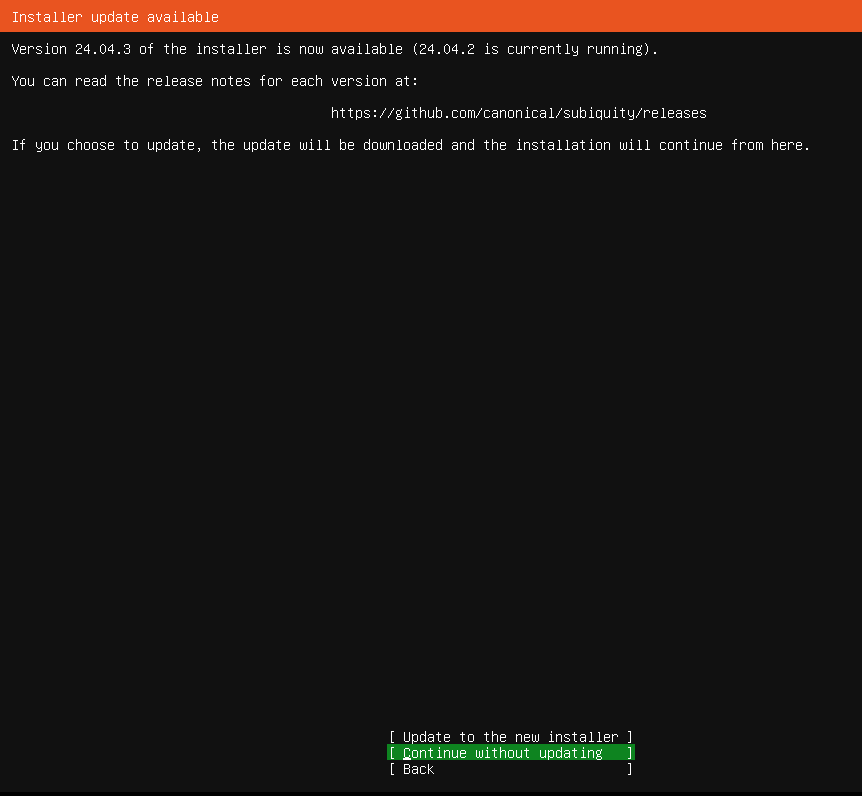 Installer update available
Version 24.04.3 of the installer is now available (24.04.2 is currently running).
You can read the release notes for each version at:
https://github.com/canonical/subiquity/releases
If you choose to update, the update will be downloaded and the installation will continue from here.
[ Update to the new installer ]
[ Continue without updating ]
[ Back ]